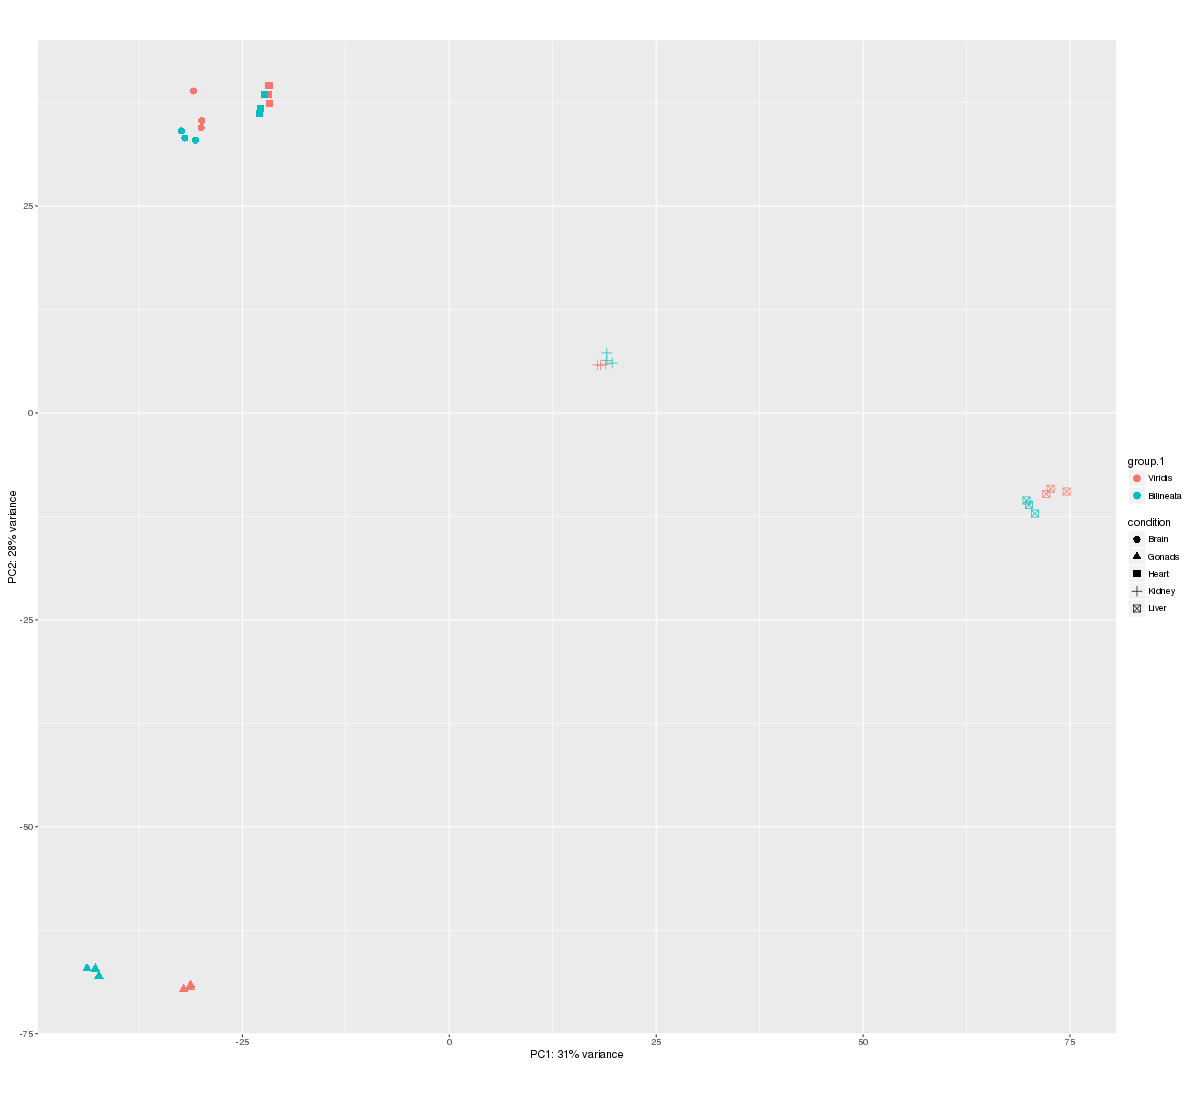 25
0
-25
-50
-75
PC2: 28% variance
-25
0
25
50
75
PC1: 31% variance
group.1
Viridis
Bilineata
condition
Brain
Gonads
Heart
Kidney
Liver